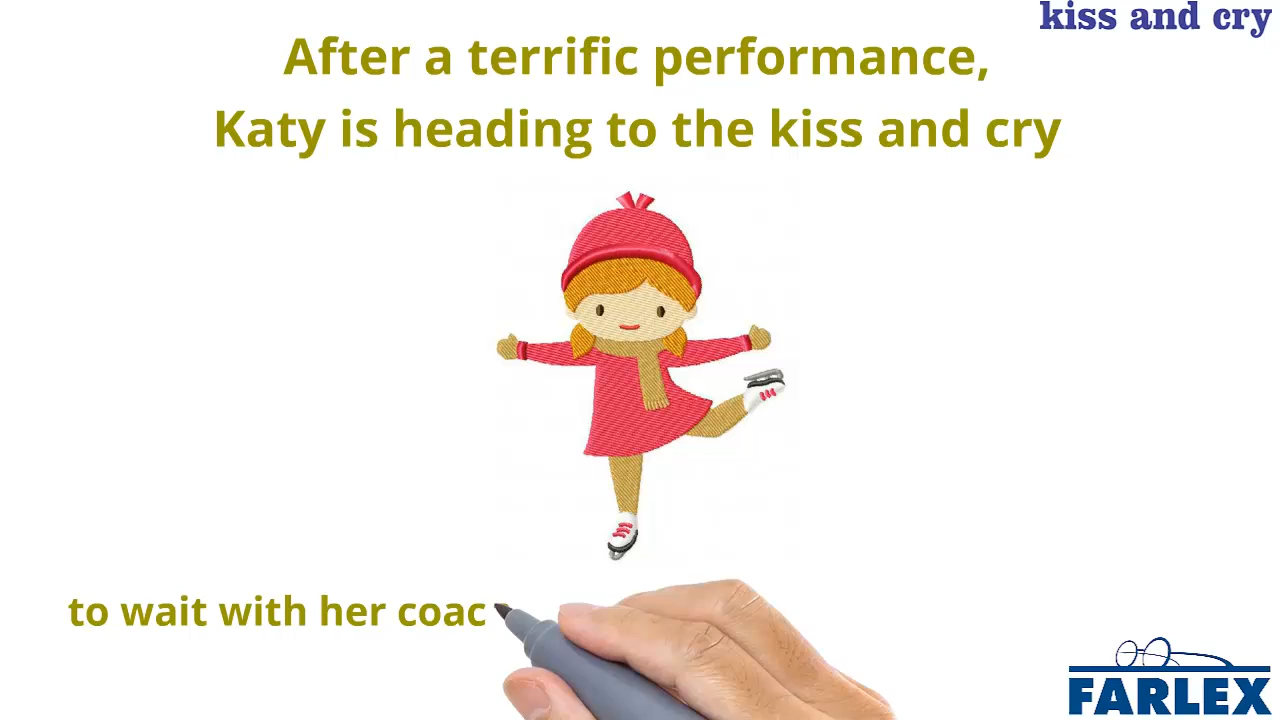 kiss and cry
After a terrific performance,
Katy is heading to the kiss and cry
to wait with her coac
FARLEX